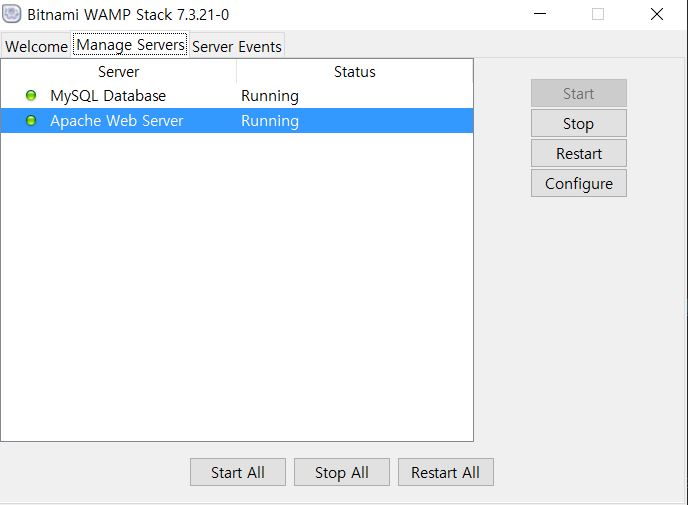 Bitnami WAMP Stack 7.3.21-0
Welcome Manage Servers Server Events
Server Status
MySQL Database Running
Apache Web Server Running
Start
Stop
Restart
Configure
Start All Stop All Restart All